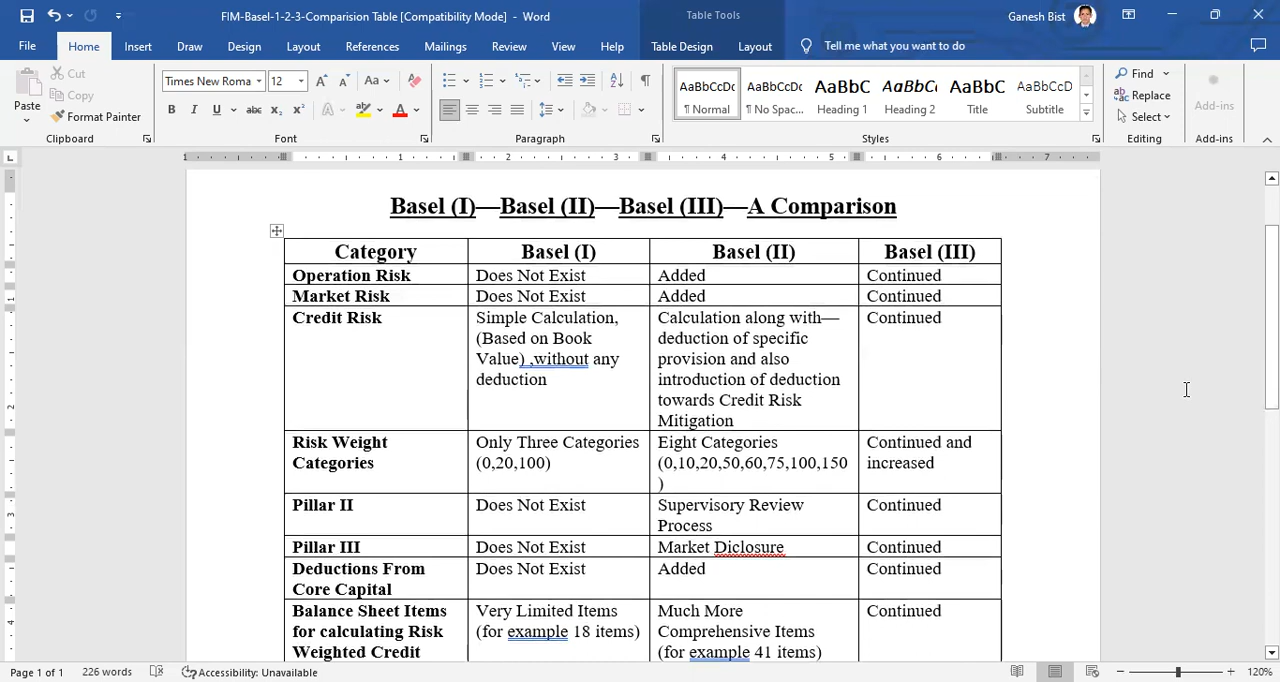 FIM-Basel-1-2-3-Comparision Table [Compatibility Mode] - Word
Table Tools
Ganesh Bist
File Home Insert Draw Design Layout References Mailings Review View Help Table Design Layout Tell me what you want to do
Paste
Cut
Copy
Format Painter
Clipboard
Times New Roma 12
Font
Paragraph
AaBbCcDc AaBbCcDc AaBbC AaBbCc AaBbC AaBbCcD
¶ Normal ¶ No Spac... Heading 1 Heading 2 Title Subtitle
Styles
Find
Replace
Select
Editing
Add-ins
Add-ins
Basel (I)—Basel (II)—Basel (III)—A Comparison
Category Basel (I) Basel (II) Basel (III)
Operation Risk Does Not Exist Added Continued
Market Risk Does Not Exist Added Continued
Credit Risk Simple Calculation, Calculation along with— Continued
(Based on Book deduction of specific
Value) ,without any provision and also
deduction introduction of deduction
towards Credit Risk
Mitigation
Risk Weight Only Three Categories Eight Categories Continued and
Categories (0,20,100) (0,10,20,50,60,75,100,150 increased
)
Pillar II Does Not Exist Supervisory Review Continued
Process
Pillar III Does Not Exist Market Diclosure Continued
Deductions From Does Not Exist Added Continued
Core Capital
Balance Sheet Items Very Limited Items Much More Continued
for calculating Risk (for example 18 items) Comprehensive Items
Weighted Credit (for example 41 items)
Page 1 of 1 226 words Accessibility: Unavailable 120%